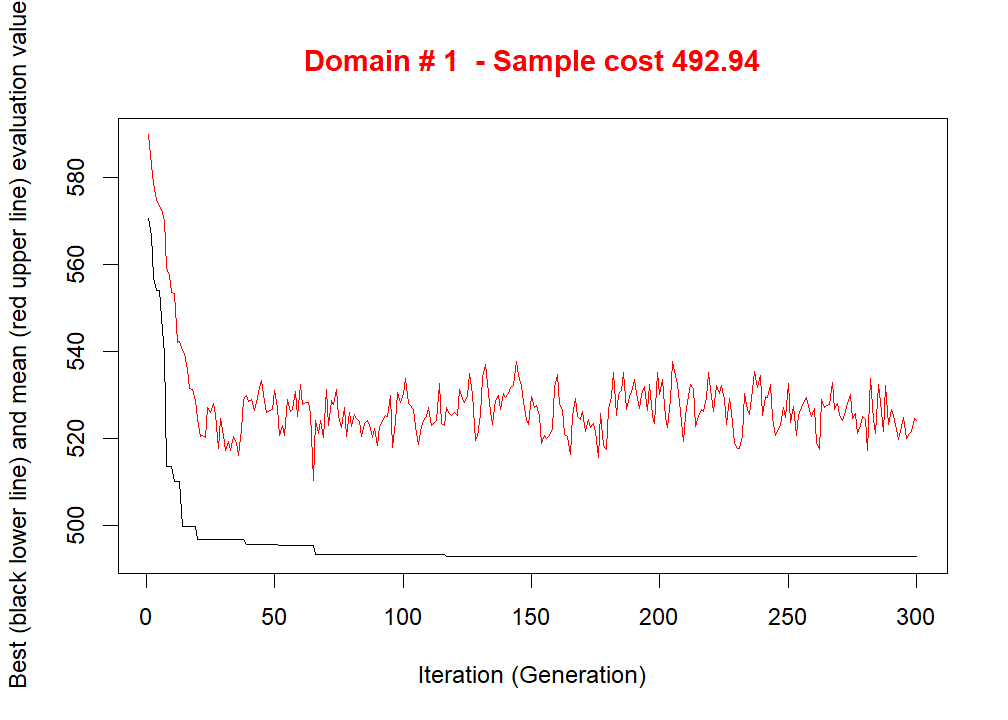 Domain # 1  - Sample cost 492.94
Best (black lower line) and mean (red upper line) evaluation value
580
560
540
520
500
0 50 100 150 200 250 300
Iteration (Generation)